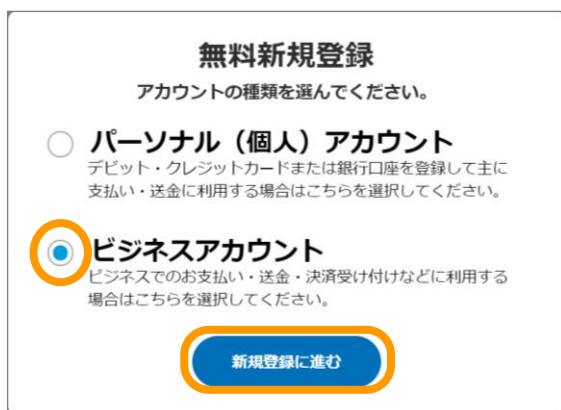 無料新規登録
アカウントの種類を選んでください。
パーソナル（個人）アカウント
デビット・クレジットカードまたは銀行口座を登録して主に
支払い・送金に利用する場合はこちらを選択してください。
ビジネスアカウント
ビジネスでのお支払い・送金・決済受け付けなどに利用する
場合はこちらを選択してください。
新規登録に進む